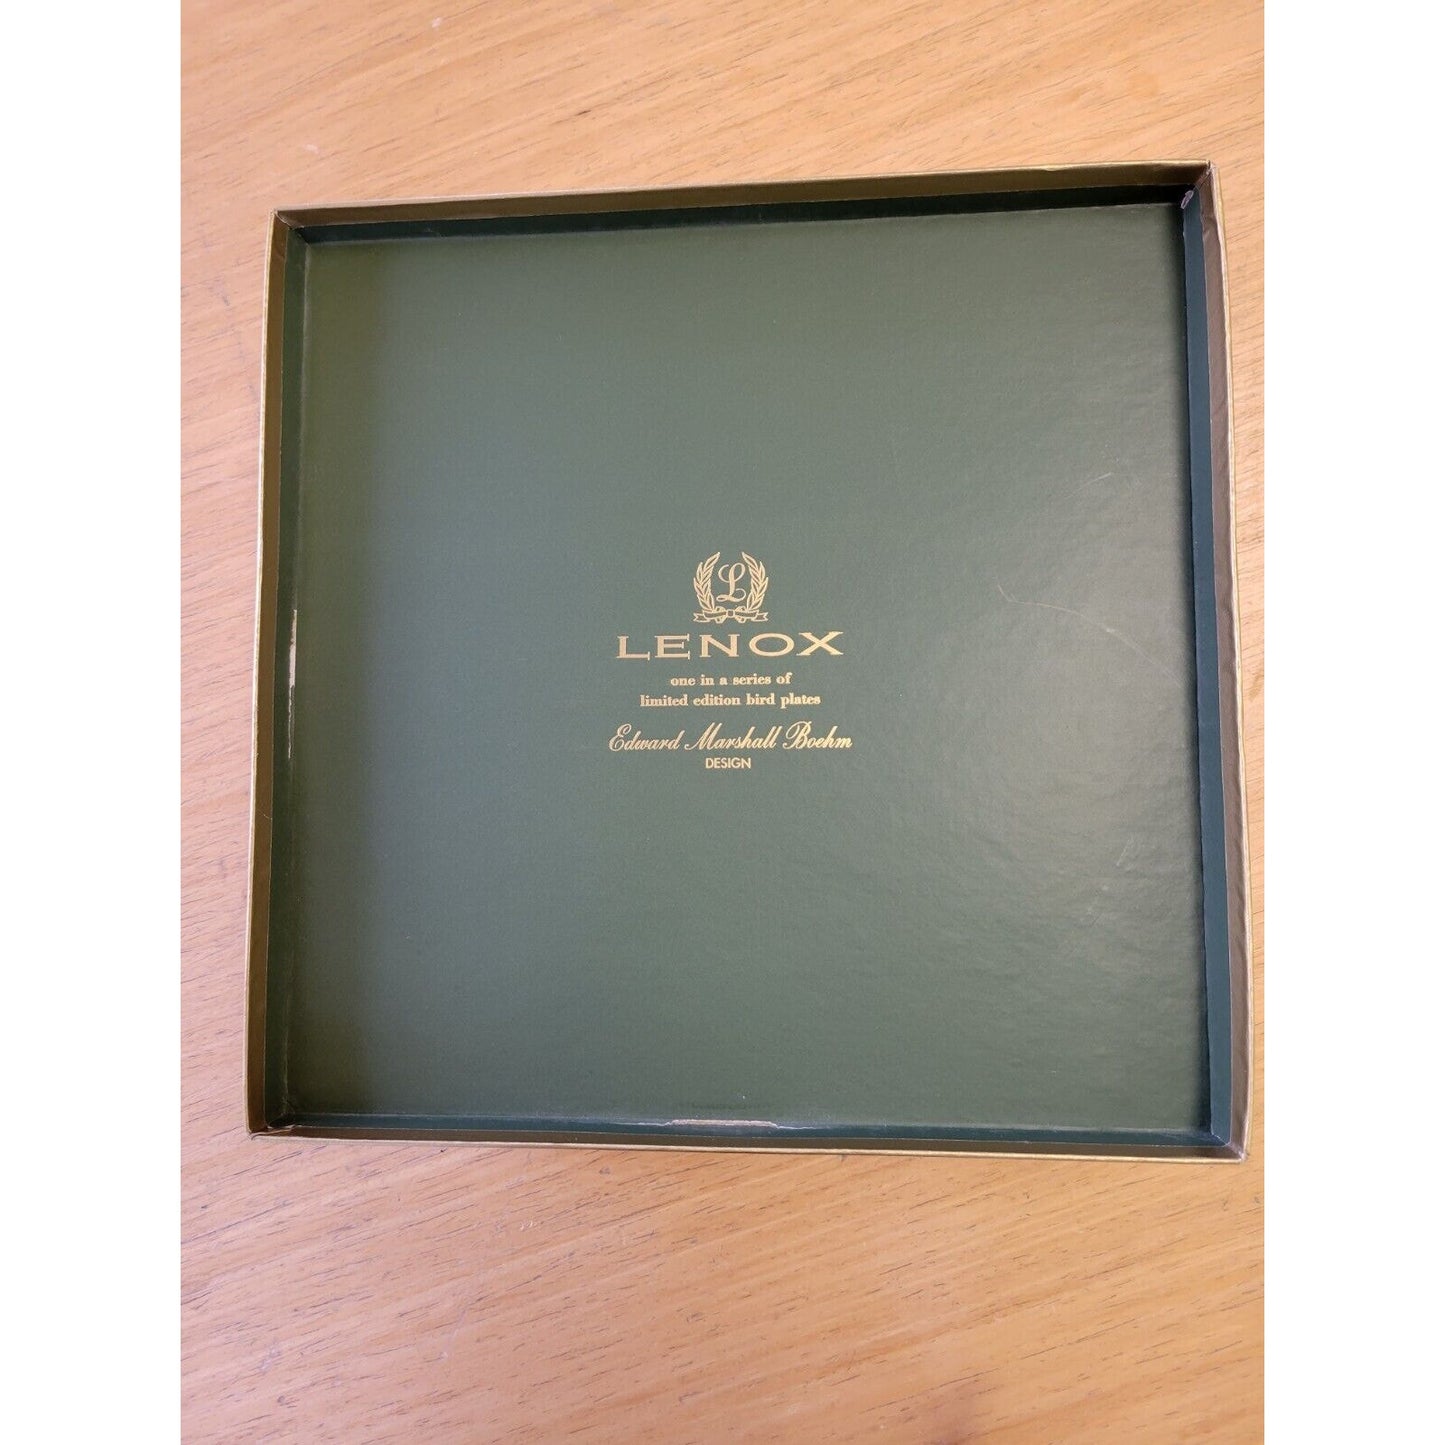 L
LENOX
one in a series of
limited edition bird plates
Edward Marshall Boehm
DESIGN